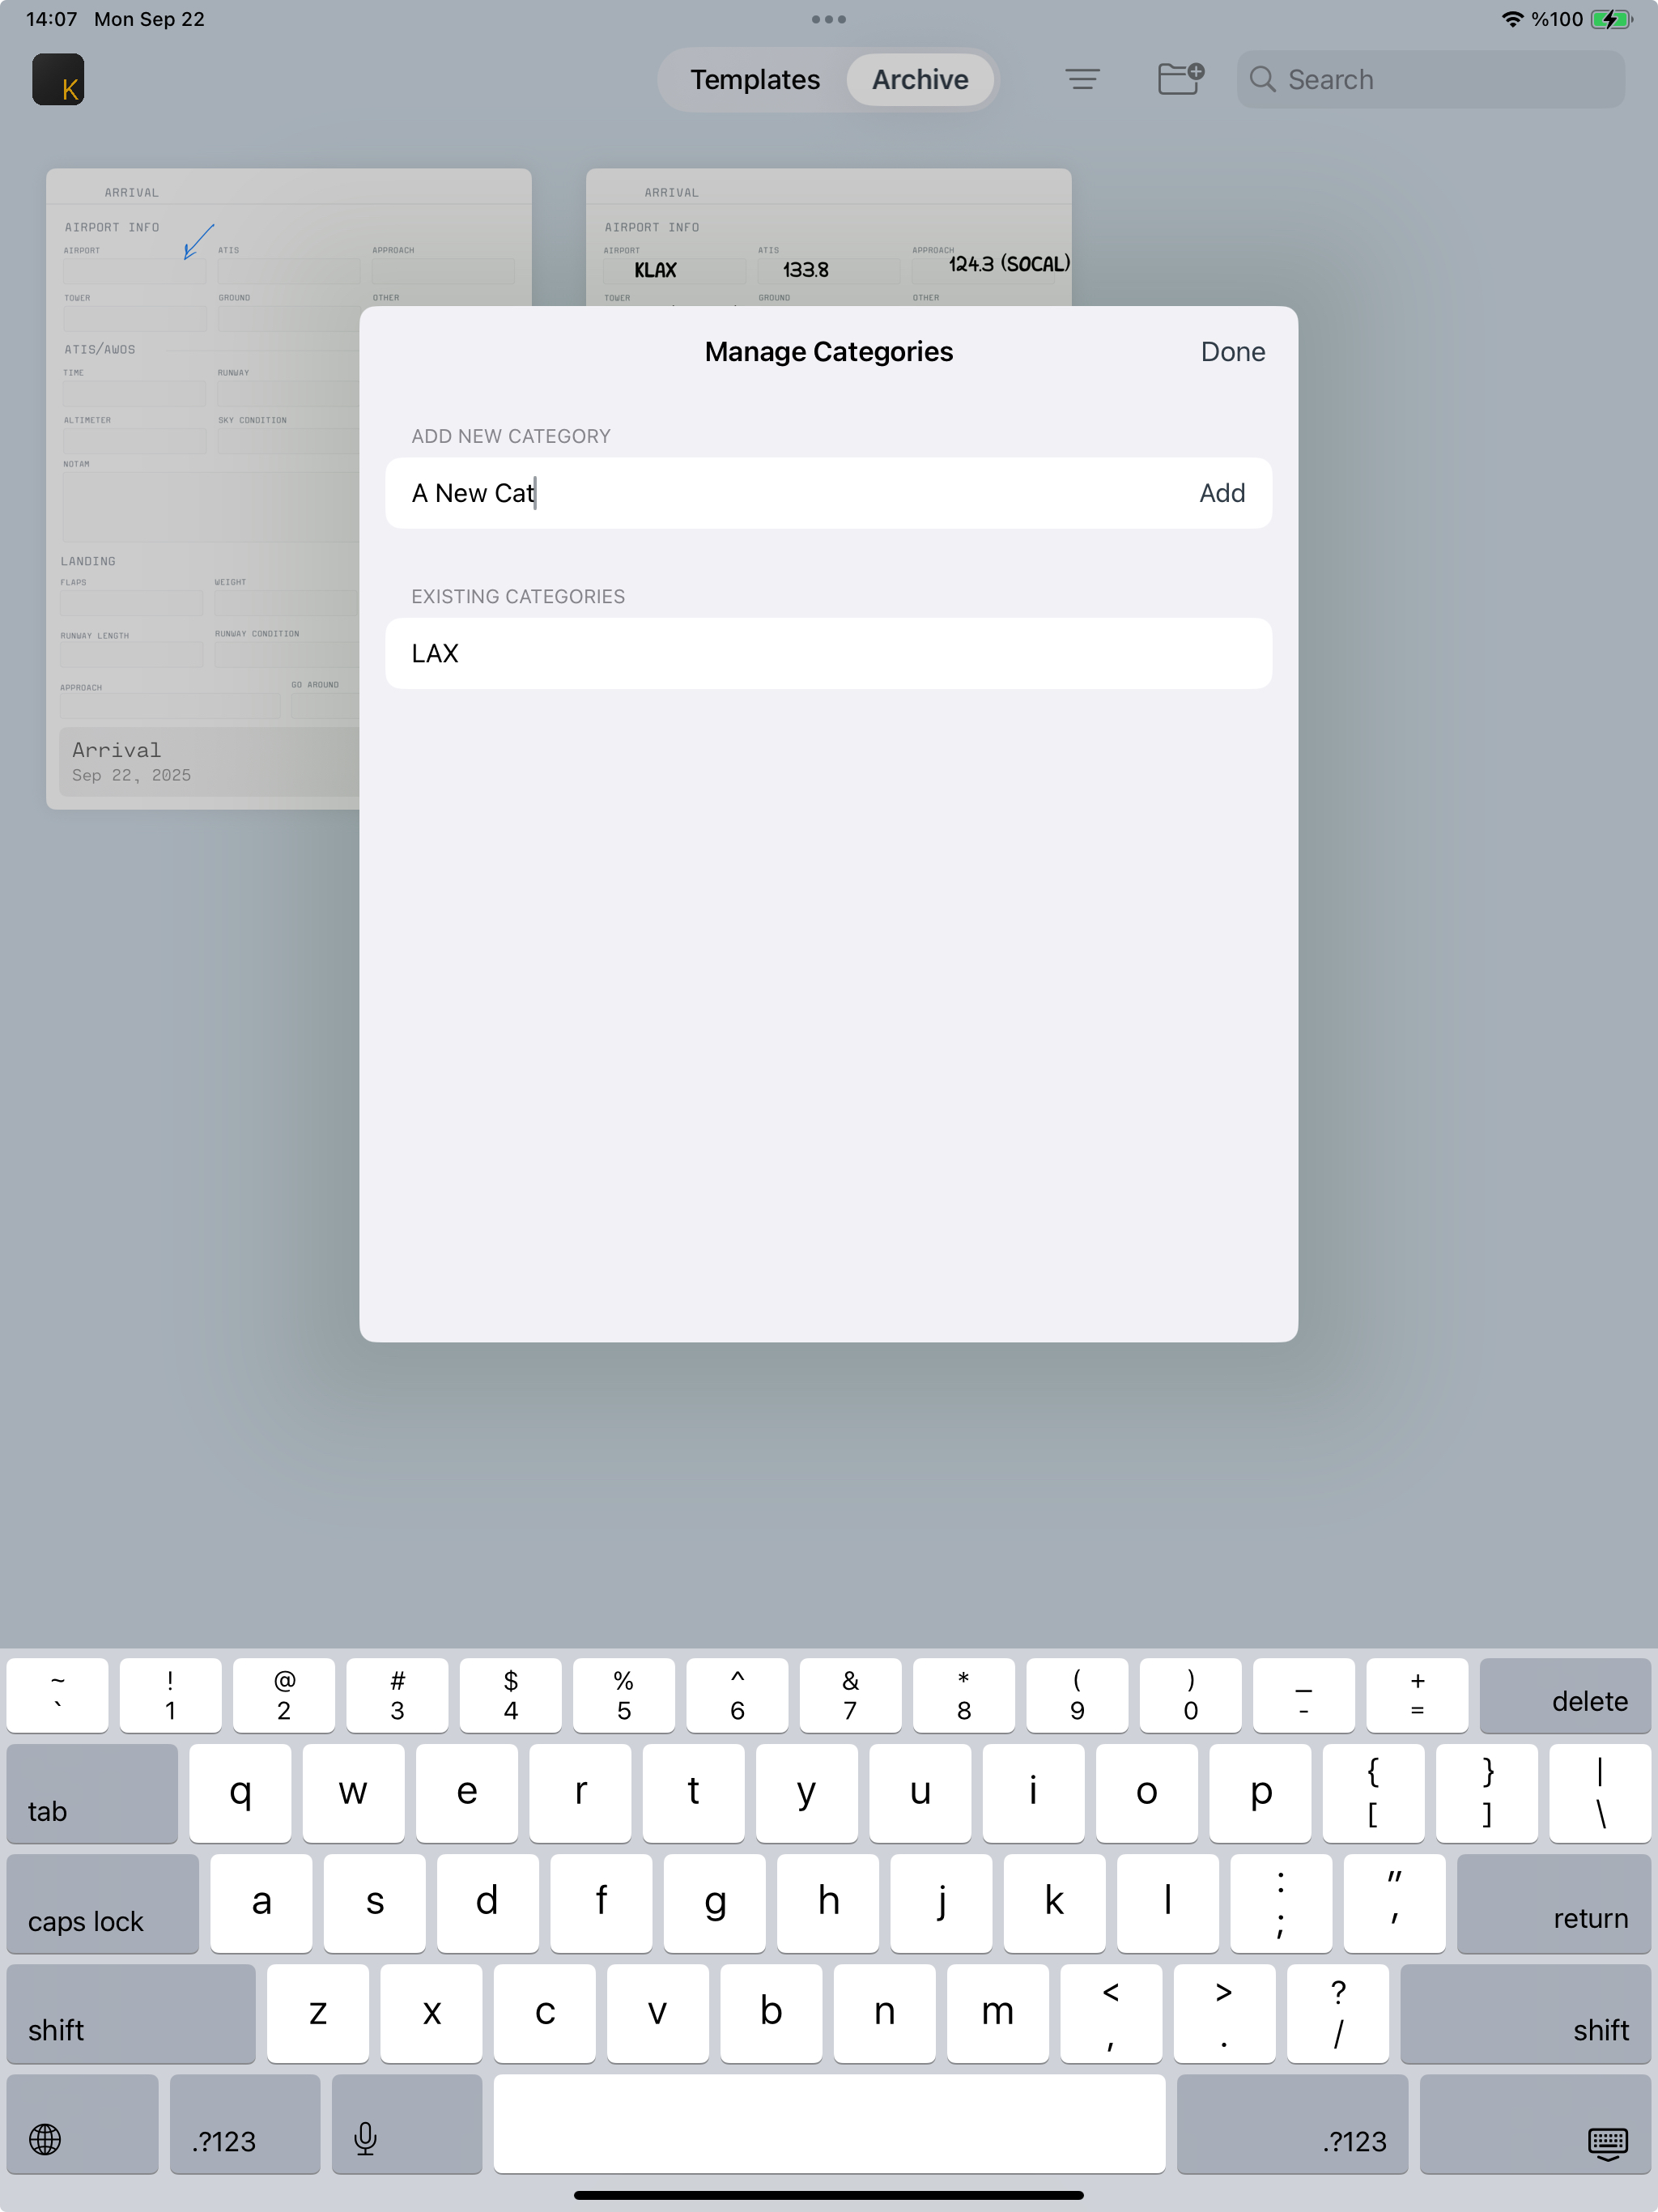 14:07 Mon Sep 22
%100
K
Templates Archive Search
ARRIVAL
AIRPORT INFO
AIRPORT ATIS APPROACH
TOWER GROUND OTHER
ATIS/AWOS
TIME RUNWAY
ALTIMETER SKY CONDITION
NOTAM
LANDING
FLAPS WEIGHT
RUNWAY LENGTH RUNWAY CONDITION
APPROACH GO AROUND
Arrival
Sep 22, 2025
ARRIVAL
AIRPORT INFO
AIRPORT ATIS APPROACH
KLAX 133.8 124.3 (SOCAL)
TOWER GROUND OTHER
Manage Categories Done
ADD NEW CATEGORY
A New Cat Add
EXISTING CATEGORIES
LAX
~ ! @ # $ % ^ & * ( ) _ +
` 1 2 3 4 5 6 7 8 9 0 - = delete
tab q w e r t y u i o p { [ } ] | \
caps lock a s d f g h j k l : ; " ' return
shift z x c v b n m < , > . ? / shift
.?123 .?123